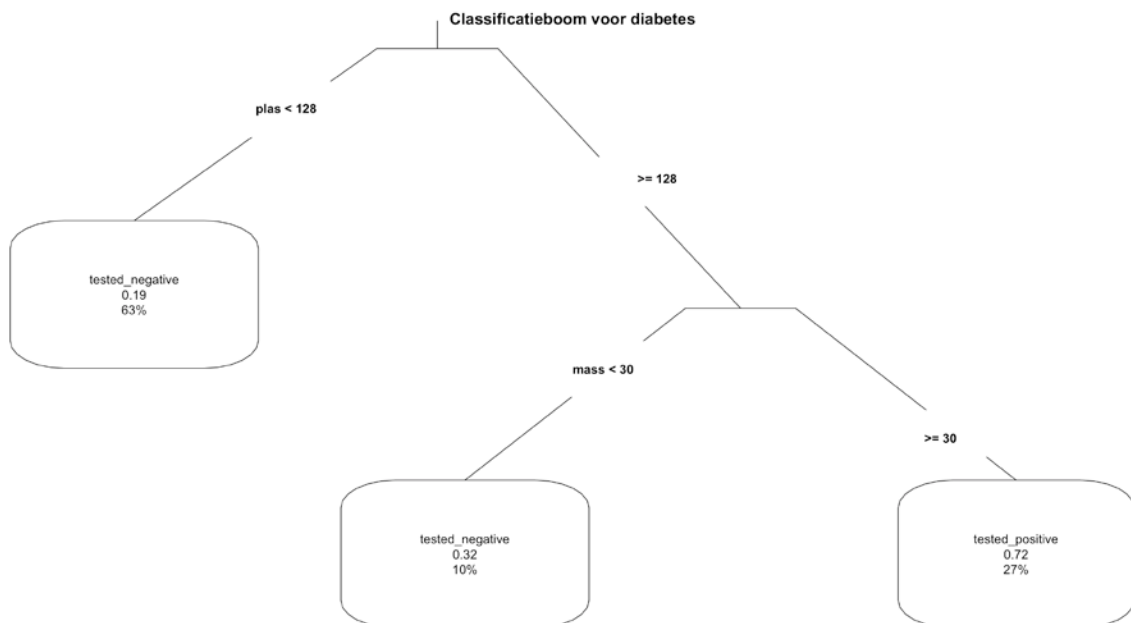 Classificatieboom voor diabetes
plas < 128
>= 128
tested_negative
0.19
63%
mass < 30
>= 30
tested_negative
0.32
10%
tested_positive
0.72
27%